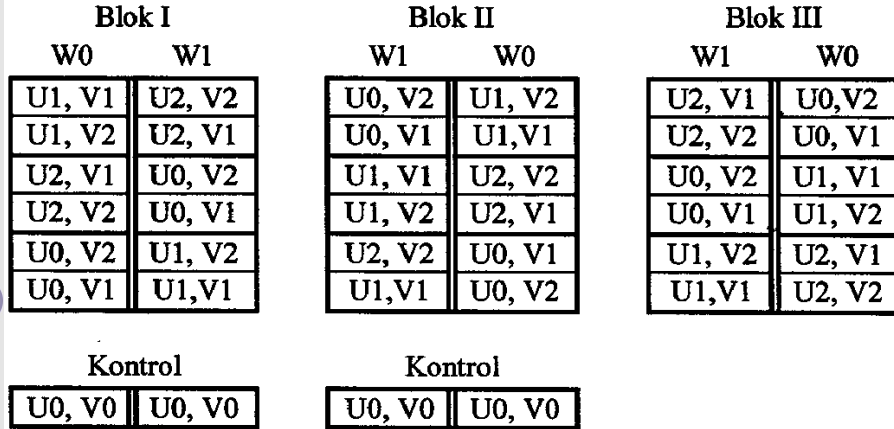 Blok I Blok II Blok III
W0 W1 W1 W0 W1 W0
U1, V1 U2, V2 U0, V2 U1, V2 U2, V1 U0,V2
U1, V2 U2, V1 U0, V1 U1,V1 U2, V2 U0, V1
U2, V1 U0, V2 U1, V1 U2, V2 U0, V2 U1, V1
U2, V2 U0, V1 U1, V2 U2, V1 U0, V1 U1, V2
U0, V2 U1, V2 U2, V2 U0, V1 U1, V2 U2, V1
U0, V1 U1,V1 U1,V1 U0, V2 U1,V1 U2, V2
Kontrol Kontrol
U0, V0 U0, V0 U0, V0 U0, V0